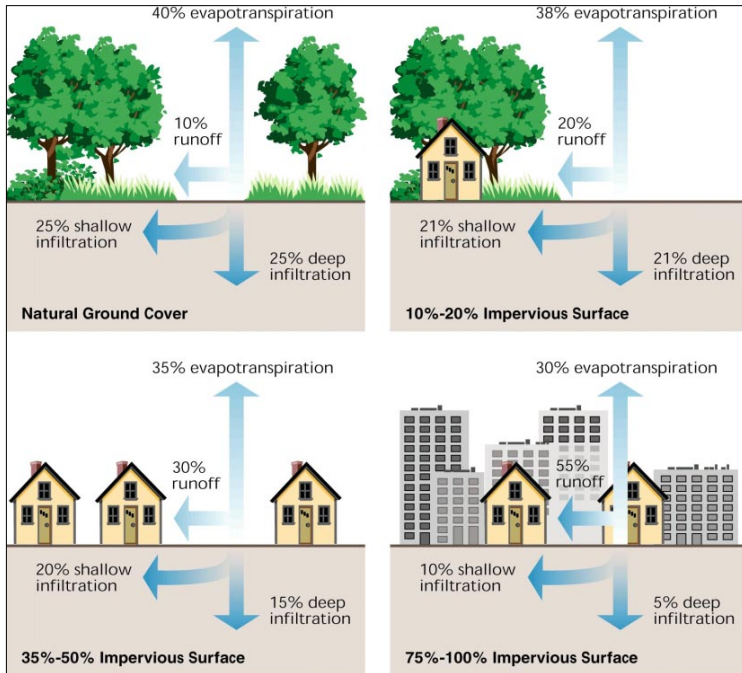 40% evapotranspiration
10%
runoff
25% shallow
infiltration
25% deep
infiltration
Natural Ground Cover
38% evapotranspiration
20%
runoff
21% shallow
infiltration
21% deep
infiltration
10%-20% Impervious Surface
35% evapotranspiration
30%
runoff
20% shallow
infiltration
15% deep
infiltration
35%-50% Impervious Surface
30% evapotranspiration
55%
runoff
10% shallow
infiltration
5% deep
infiltration
75%-100% Impervious Surface